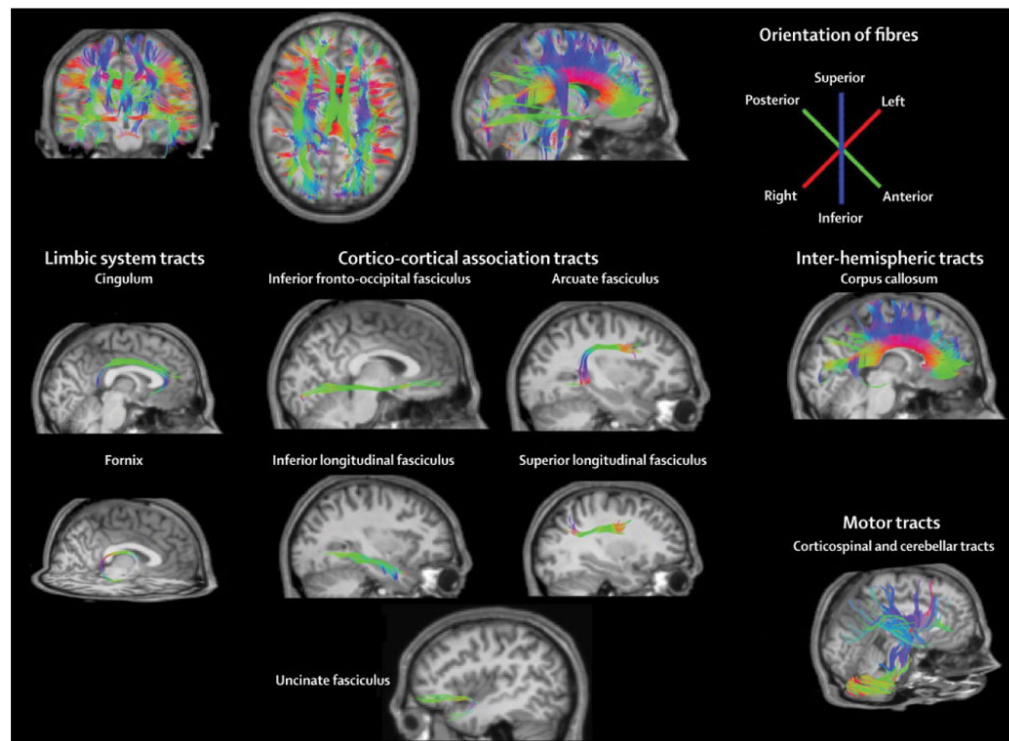 Orientation of fibres
Superior
Posterior
Left
Right
Anterior
Inferior
Limbic system tracts
Cingulum
Cortico-cortical association tracts
Inferior fronto-occipital fasciculus
Arcuate fasciculus
Inter-hemispheric tracts
Corpus callosum
Fornix
Inferior longitudinal fasciculus
Superior longitudinal fasciculus
Motor tracts
Corticospinal and cerebellar tracts
Uncinate fasciculus